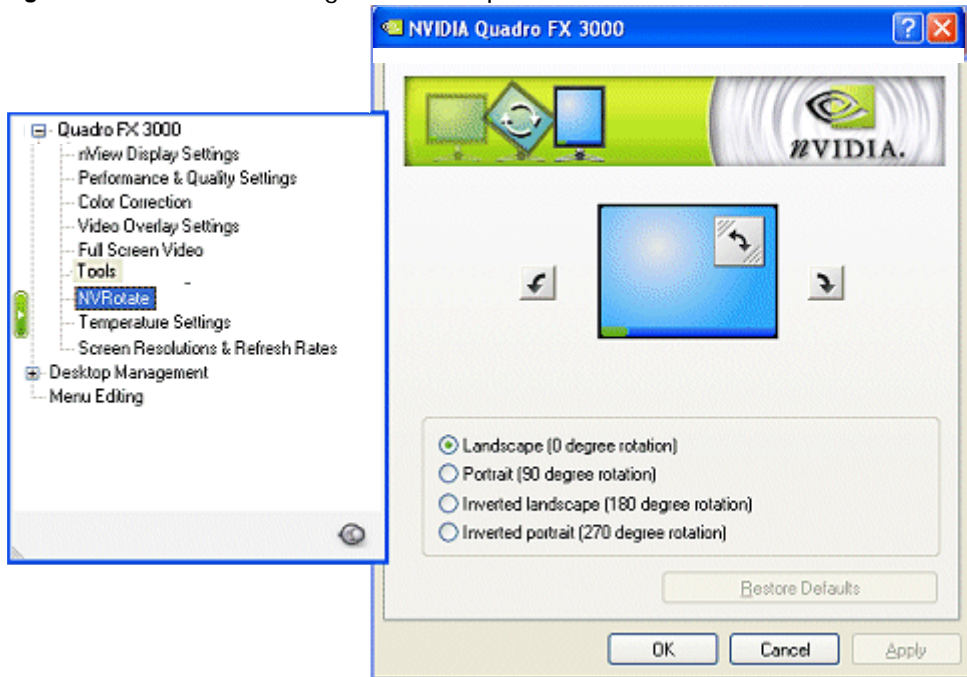 NVIDIA Quadro FX 3000
NVIDIA.
Quadro FX 3000
nView Display Settings
Performance & Quality Settings
Color Correction
Video Overlay Settings
Full Screen Video
Tools
NVRotate
Temperature Settings
Screen Resolutions & Refresh Rates
Desktop Management
Menu Editing
Landscape (0 degree rotation)
Portrait (90 degree rotation)
Inverted landscape (180 degree rotation)
Inverted portrait (270 degree rotation)
Restore Defaults
OK
Cancel
Apply